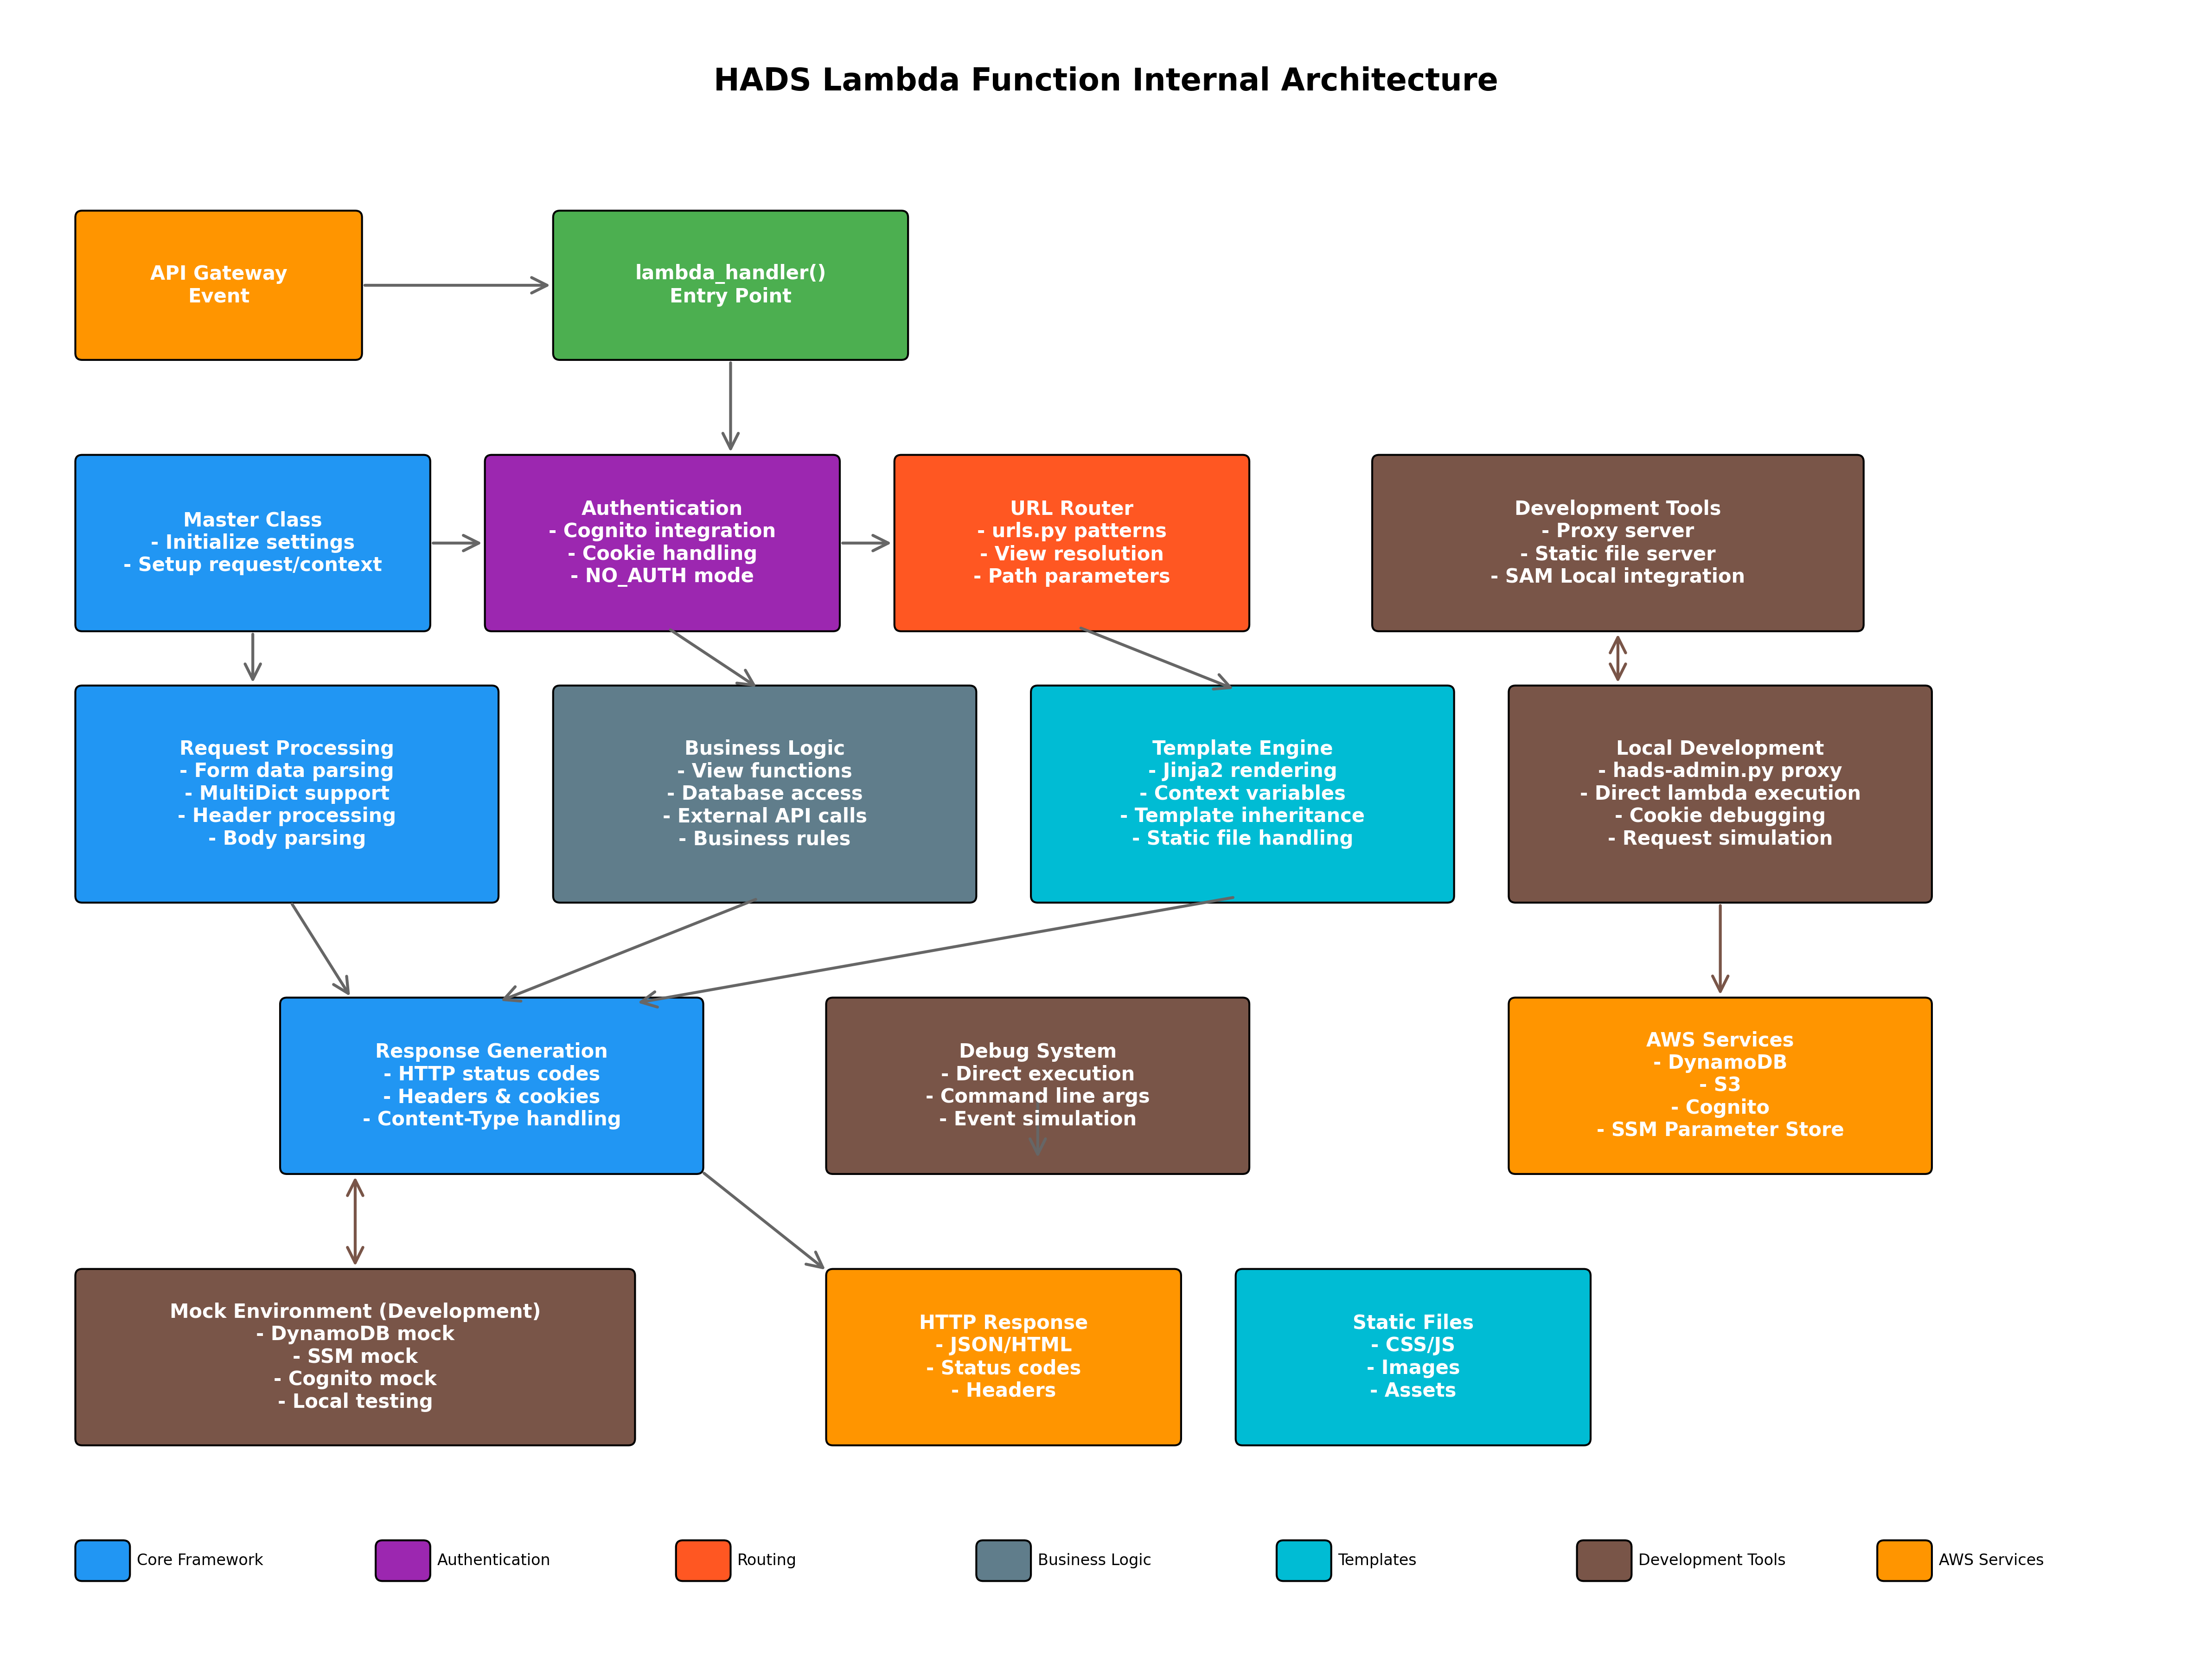 HADS Lambda Function Internal Architecture
API Gateway
Event
lambda_handler()
Entry Point
Master Class
- Initialize settings
- Setup request/context
Authentication
- Cognito integration
- Cookie handling
- NO_AUTH mode
URL Router
- urls.py patterns
- View resolution
- Path parameters
Development Tools
- Proxy server
- Static file server
- SAM Local integration
Request Processing
- Form data parsing
- MultiDict support
- Header processing
- Body parsing
Business Logic
- View functions
- Database access
- External API calls
- Business rules
Template Engine
- Jinja2 rendering
- Context variables
- Template inheritance
- Static file handling
Local Development
- hads-admin.py proxy
- Direct lambda execution
- Cookie debugging
- Request simulation
Response Generation
- HTTP status codes
- Headers & cookies
- Content-Type handling
Debug System
- Direct execution
- Command line args
- Event simulation
AWS Services
- DynamoDB
- S3
- Cognito
- SSM Parameter Store
Mock Environment (Development)
- DynamoDB mock
- SSM mock
- Cognito mock
- Local testing
HTTP Response
- JSON/HTML
- Status codes
- Headers
Static Files
- CSS/JS
- Images
- Assets
Core Framework
Authentication
Routing
Business Logic
Templates
Development Tools
AWS Services